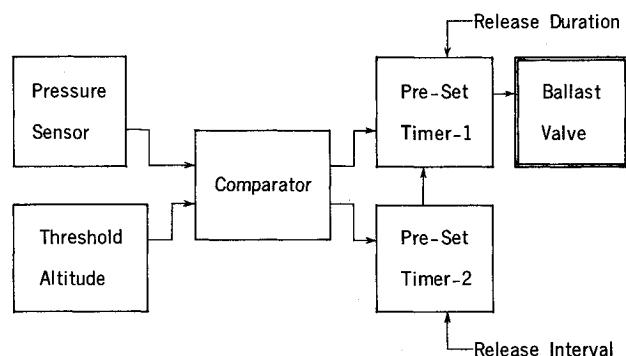 Release Duration
Pressure
Sensor
Pre-Set
Timer-1
Ballast
Valve
Comparator
Threshold
Altitude
Pre-Set
Timer-2
Release Interval